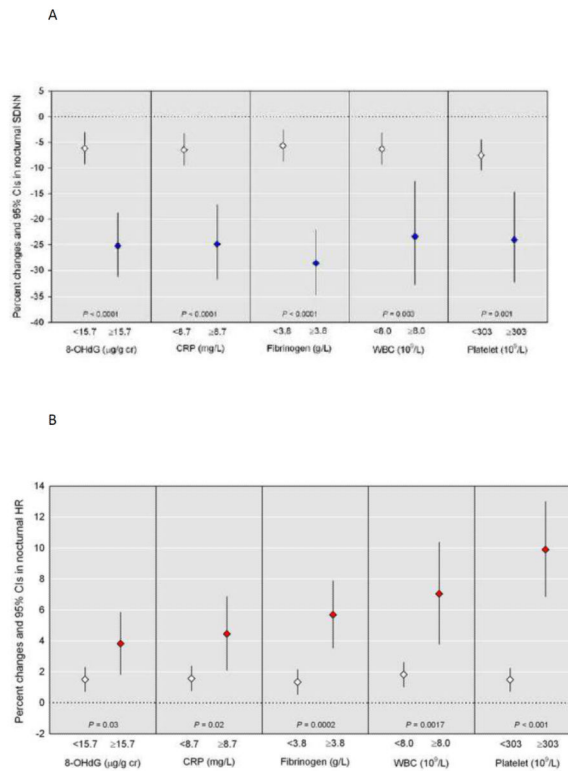 A
Percent changes and 95% CIs in nocturnal SDNN
5
0
-5
-10
-15
-20
-25
-30
-35
-40
P < 0.0001 P < 0.0001 P < 0.0001 P = 0.003 P = 0.001
<15.7 ≥15.7 <8.7 ≥8.7 <3.8 ≥3.8 <8.0 ≥8.0 <303 ≥303
8-OHdG (μg/g cr) CRP (mg/L) Fibrinogen (g/L) WBC (10⁹/L) Platelet (10⁹/L)
B
Percent changes and 95% CIs in nocturnal HR
14
12
10
8
6
4
2
0
-2
P = 0.03 P = 0.02 P = 0.0002 P = 0.0017 P < 0.001
<15.7 ≥15.7 <8.7 ≥8.7 <3.8 ≥3.8 <8.0 ≥8.0 <303 ≥303
8-OHdG (μg/g cr) CRP (mg/L) Fibrinogen (g/L) WBC (10⁹/L) Platelet (10⁹/L)